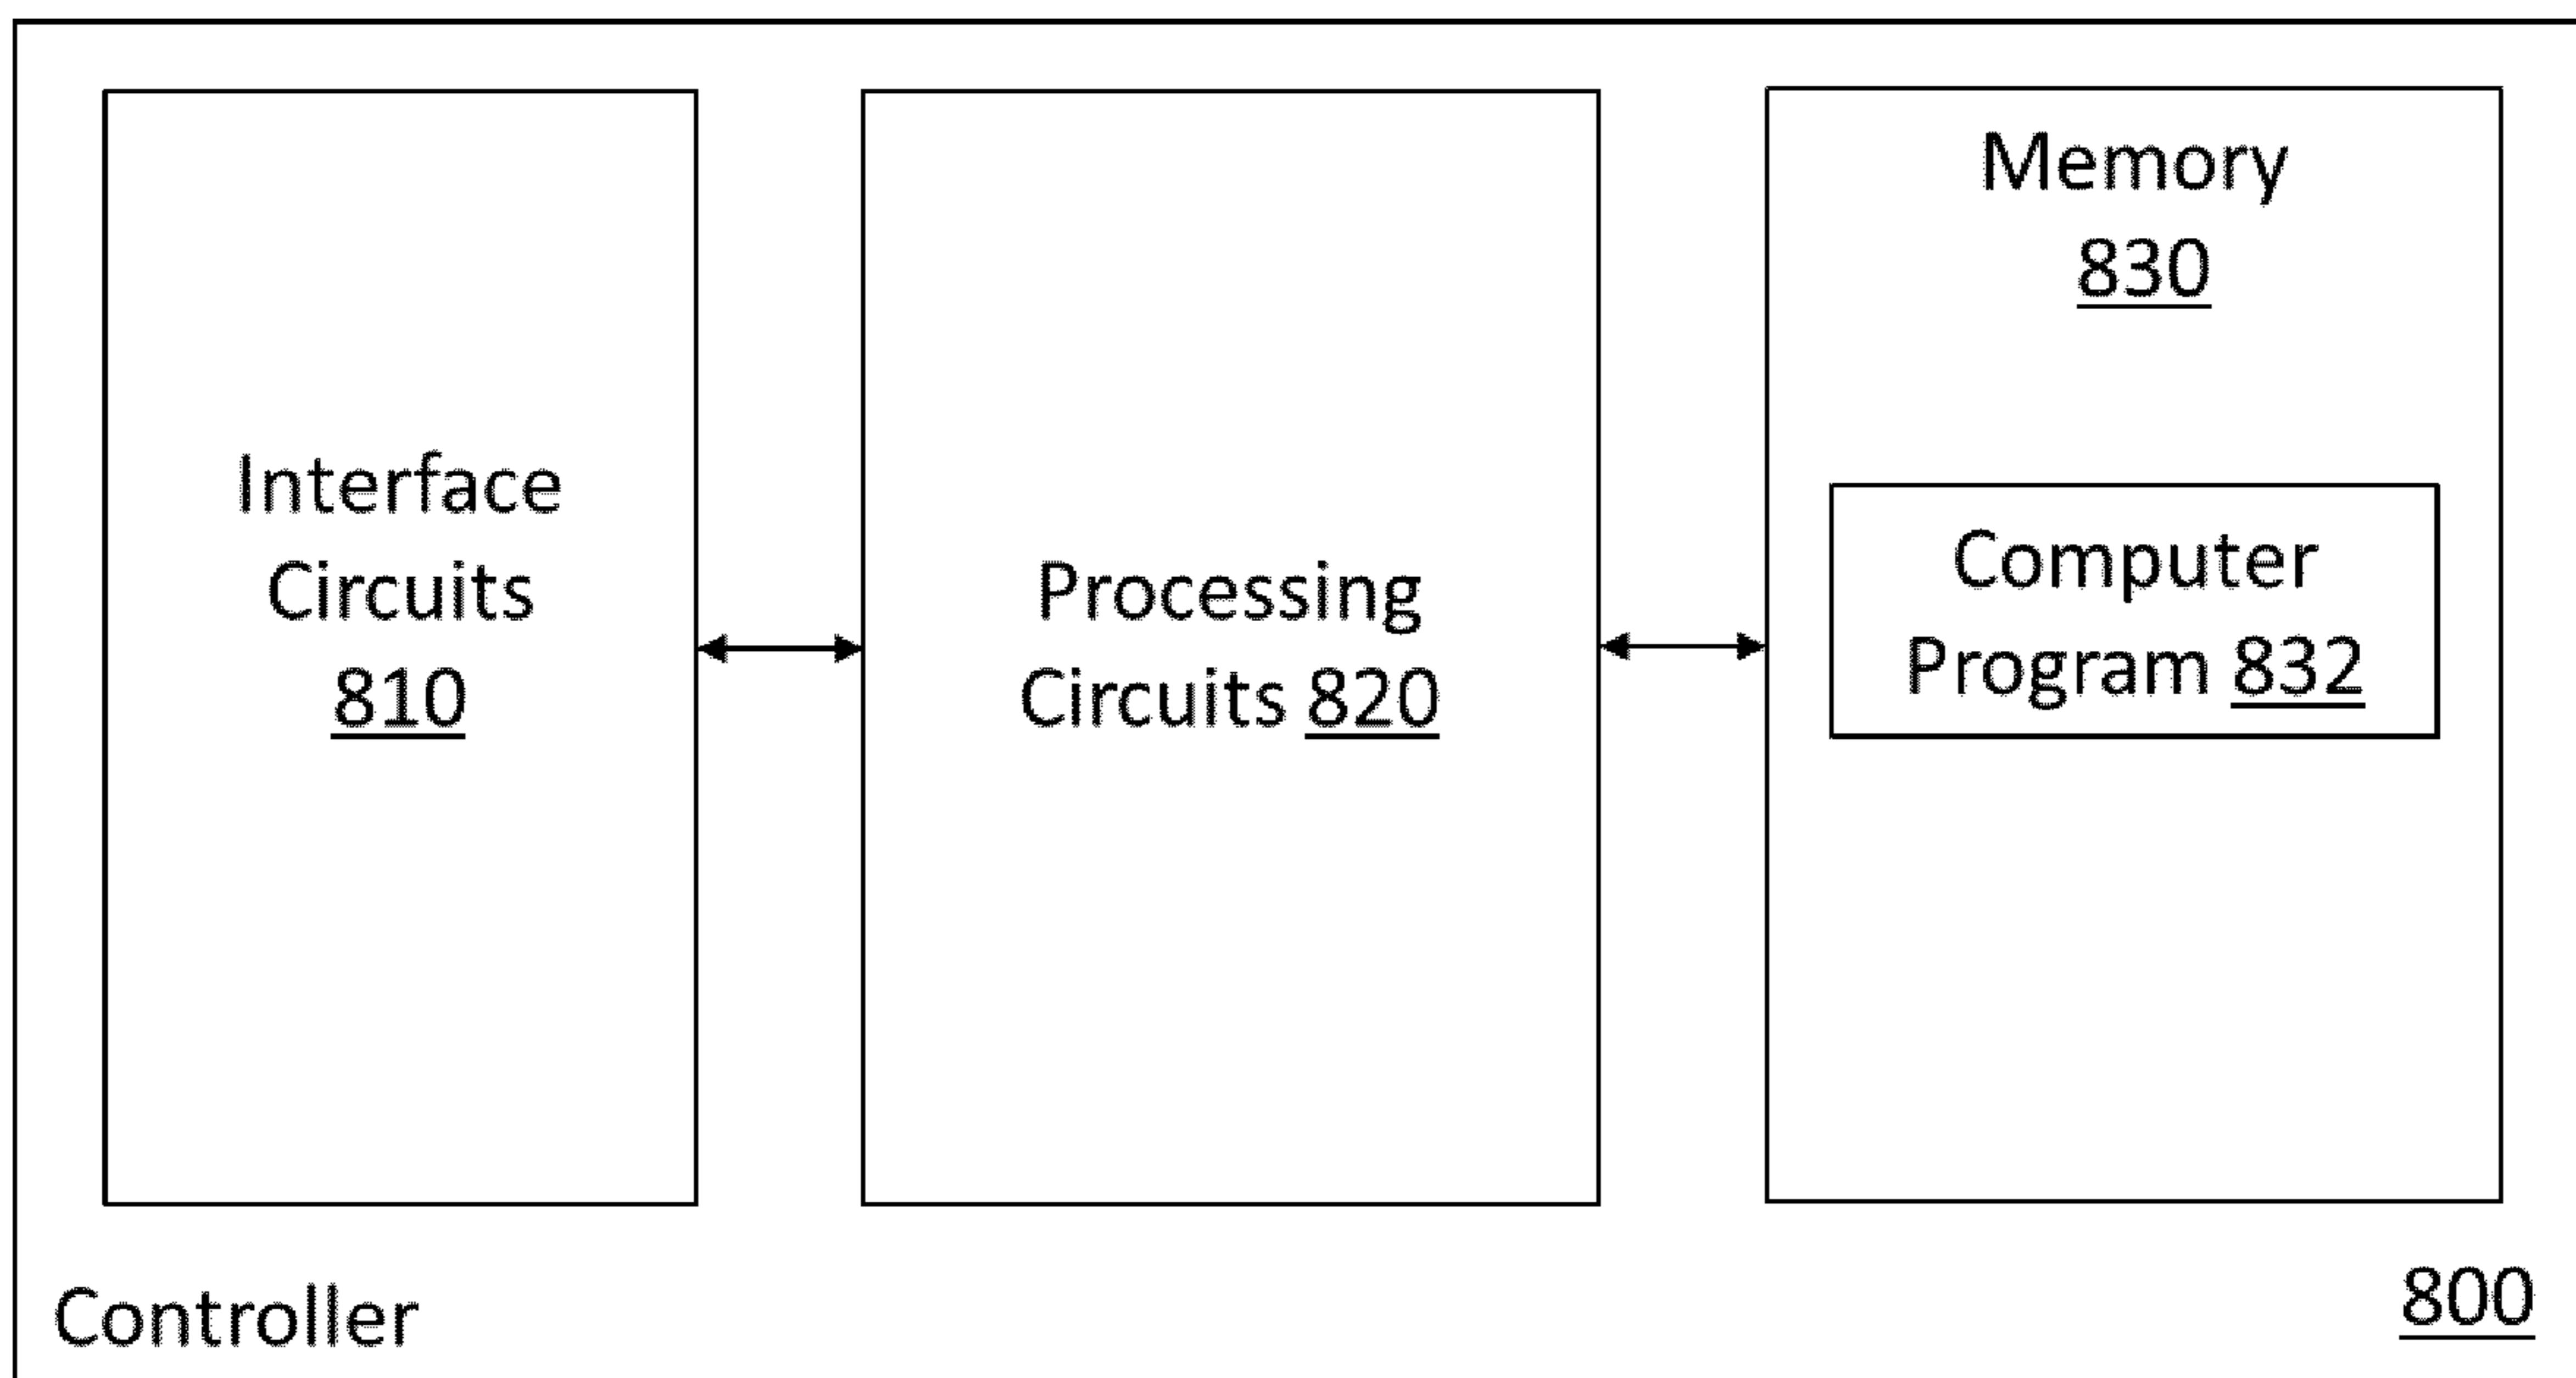 Interface
Circuits
810
Processing
Circuits 820
Memory
830
Computer
Program 832
Controller
800